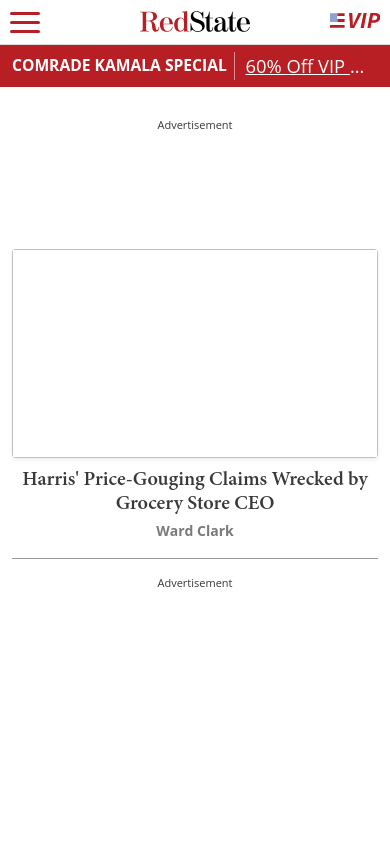 RedState
VIP
COMRADE KAMALA SPECIAL
60% Off VIP ...
Advertisement
Harris' Price-Gouging Claims Wrecked by
Grocery Store CEO
Ward Clark
Advertisement